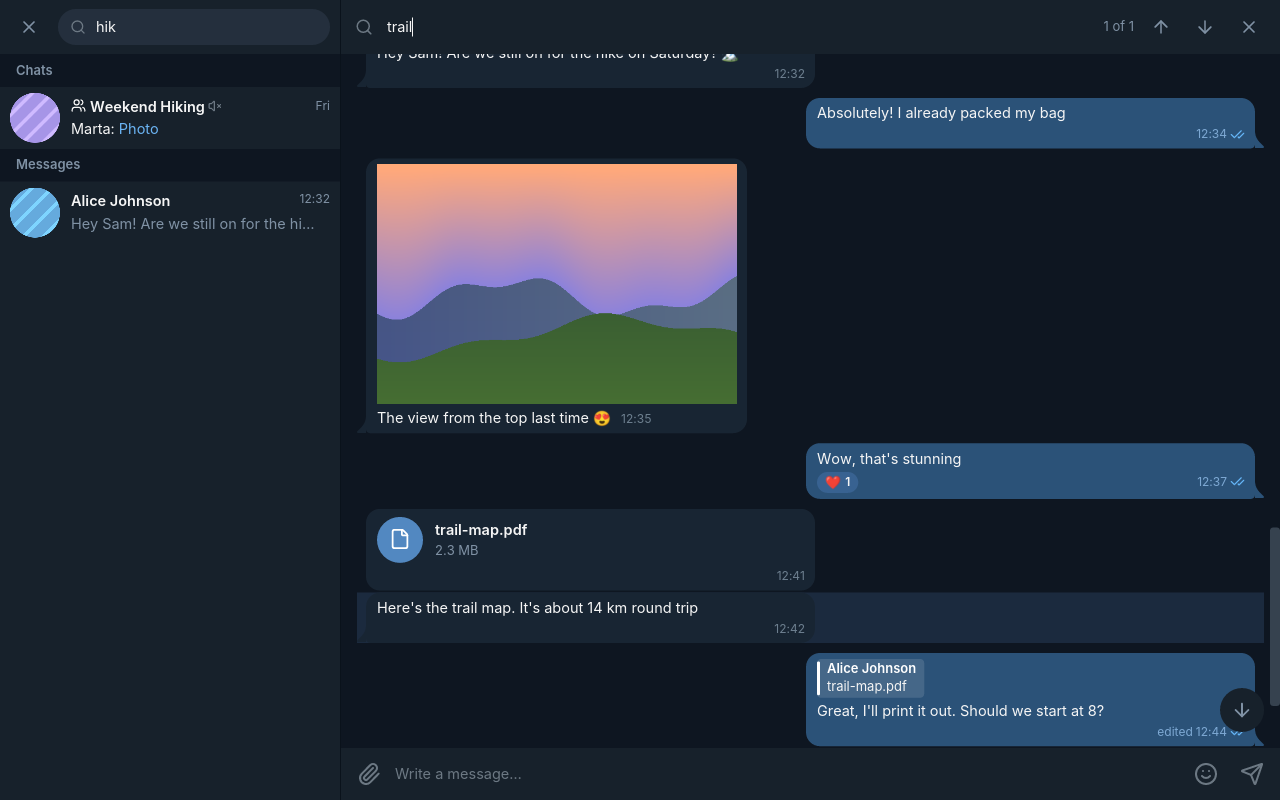 hik
Chats
Weekend Hiking
Fri
Marta: Photo
Messages
Alice Johnson
12:32
Hey Sam! Are we still on for the hi...
trail
1 of 1
Hey Sam! Are we still on for the hike on Saturday? 🏔️
12:32
Absolutely! I already packed my bag
12:34
The view from the top last time 😍 12:35
Wow, that's stunning
❤️ 1
12:37
trail-map.pdf
2.3 MB
12:41
Here's the trail map. It's about 14 km round trip
12:42
Alice Johnson
trail-map.pdf
Great, I'll print it out. Should we start at 8?
edited 12:44
Write a message...